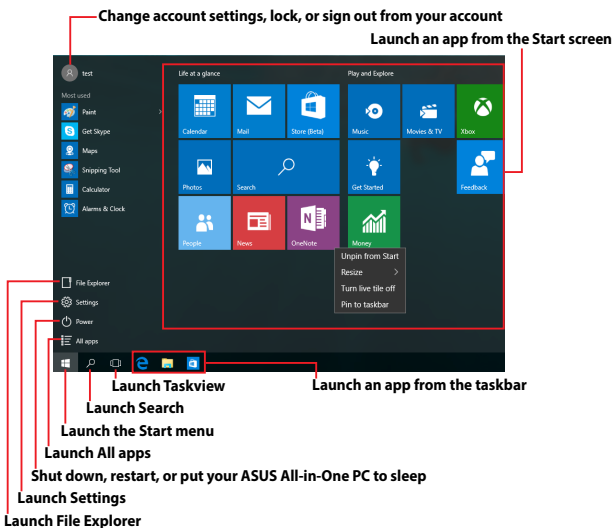 Change account settings, lock, or sign out from your account
Launch an app from the Start screen
test
Life at a glance
Play and Explore
Most used
Paint
Get Skype
Maps
Snipping Tool
Calculator
Alarms & Clock
Calendar
Mail
Store (Beta)
Music
Movies & TV
Xbox
Photos
Search
Get Started
Feedback
People
News
OneNote
Money
Unpin from Start
Resize
Turn live tile off
Pin to taskbar
File Explorer
Settings
Power
All apps
Launch Taskview
Launch an app from the taskbar
Launch Search
Launch the Start menu
Launch All apps
Shut down, restart, or put your ASUS All-in-One PC to sleep
Launch Settings
Launch File Explorer